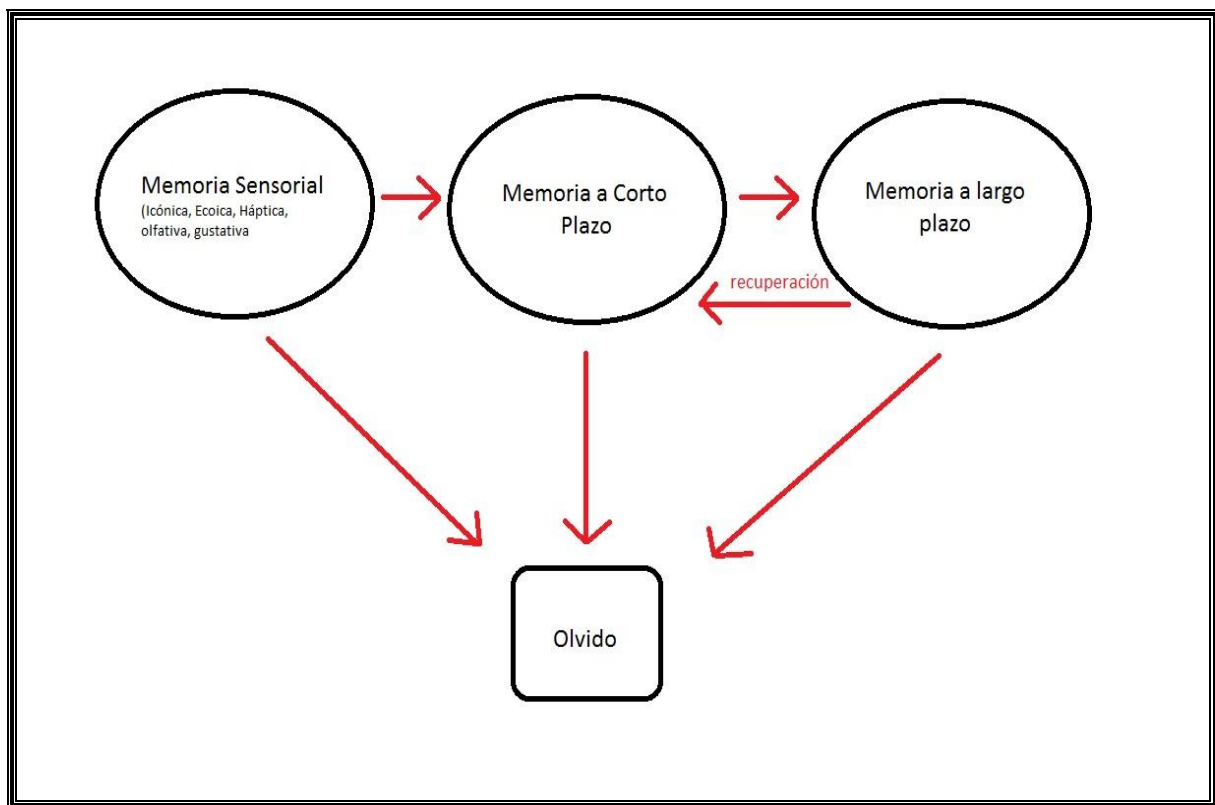 Memoria Sensorial
(Icónica, Ecoica, Háptica,
olfativa, gustativa
Memoria a Corto
Plazo
Memoria a largo
plazo
recuperación
Olvido